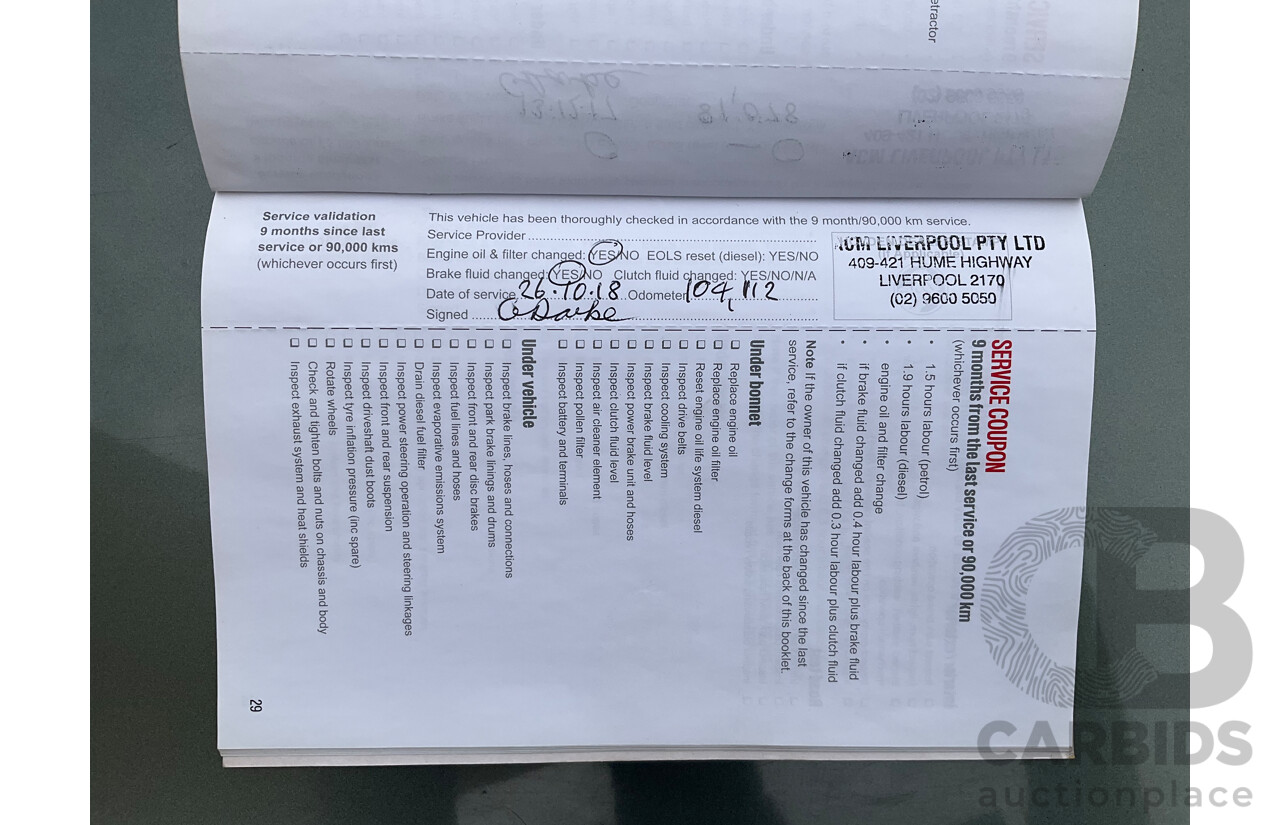 etractor
Service validation
9 months since last
service or 90,000 kms
(whichever occurs first)
This vehicle has been thoroughly checked in accordance with the 9 month/90,000 km service.
Service Provider
Engine oil & filter changed: YES/NO EOLS reset (diesel): YES/NO
Brake fluid changed: YES/NO Clutch fluid changed: YES/NO/N/A
Date of service 26.10.18 Odometer 104,112
Signed
LIVERPOOL PTY LTD
409-421 HUME HIGHWAY
LIVERPOOL 2170
(02) 9600 5050
SERVICE COUPON
9 months from the last service or 90,000 km
(whichever occurs first)
• 1.5 hours labour (petrol)
• 1.9 hours labour (diesel)
• engine oil and filter change
• if brake fluid changed add 0.4 hour labour plus brake fluid
• if clutch fluid changed add 0.3 hour labour plus clutch fluid
Note If the owner of this vehicle has changed since the last
service, refer to the change forms at the back of this booklet.
Under bonnet
❑ Replace engine oil
❑ Replace engine oil filter
❑ Reset engine oil life system diesel
❑ Inspect drive belts
❑ Inspect cooling system
❑ Inspect brake fluid level
❑ Inspect power brake unit and hoses
❑ Inspect clutch fluid level
❑ Inspect air cleaner element
❑ Inspect pollen filter
❑ Inspect battery and terminals
Under vehicle
❑ Inspect brake lines, hoses and connections
❑ Inspect park brake linings and drums
❑ Inspect front and rear disc brakes
❑ Inspect fuel lines and hoses
❑ Inspect evaporative emissions system
❑ Drain diesel fuel filter
❑ Inspect power steering operation and steering linkages
❑ Inspect front and rear suspension
❑ Inspect driveshaft dust boots
❑ Inspect tyre inflation pressure (inc spare)
❑ Rotate wheels
❑ Check and tighten bolts and nuts on chassis and body
❑ Inspect exhaust system and heat shields
29
CB
CARBIDS
auctionplace